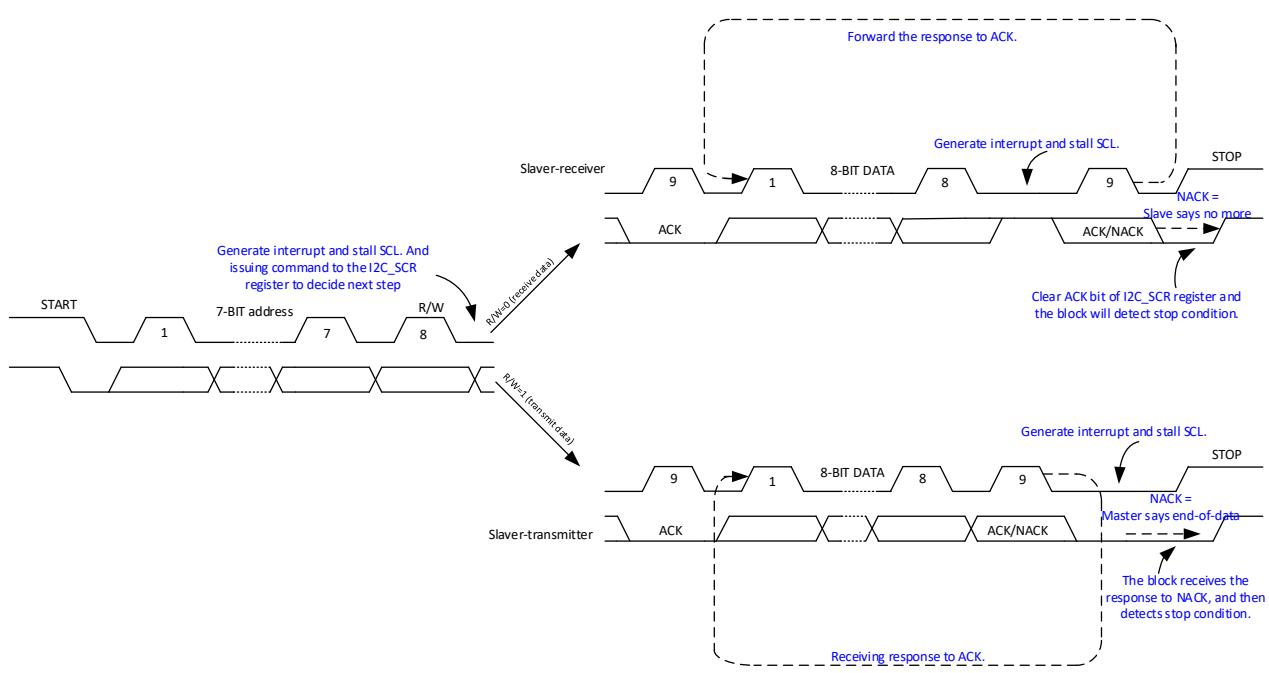 Forward the response to ACK.
Generate interrupt and stall SCL.
STOP
Slaver-receiver
8-BIT DATA
9
1
8
9
NACK =
Slave says no more
ACK
ACK/NACK
Generate interrupt and stall SCL. And
issuing command to the I2C_SCR
register to decide next step
R/W=0 (receive data)
Clear ACK bit of I2C_SCR register and
the block will detect stop condition.
START
7-BIT address
R/W
1
7
8
R/W=1 (transmit data)
Generate interrupt and stall SCL.
STOP
8-BIT DATA
9
1
8
9
NACK =
Master says end-of-data
Slaver-transmitter
ACK
ACK/NACK
The block receives the
response to NACK, and then
detects stop condition.
Receiving response to ACK.